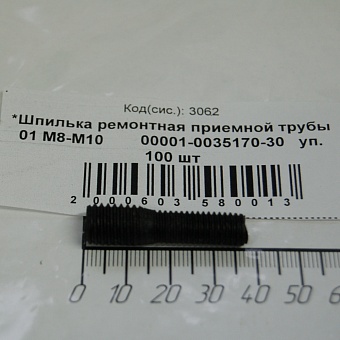 Код(сис.): 3062
*Шпилька ремонтная приемной трубы
01 М8-М10 00001-0035170-30 уп.
100 шт
2 000603 580013
0 10 20 30 40 50 6